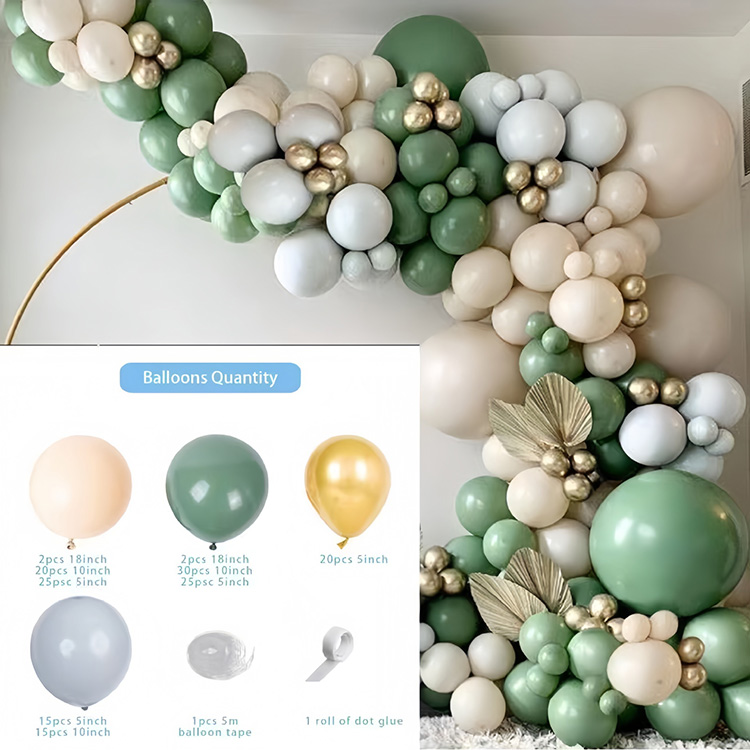 Balloons Quantity
2pcs 18inch
20pcs 10inch
25psc 5inch
2pcs 18inch
30pcs 10inch
25psc 5inch
20pcs 5inch
15pcs 5inch
15pcs 10inch
1pcs 5m
balloon tape
1 roll of dot glue